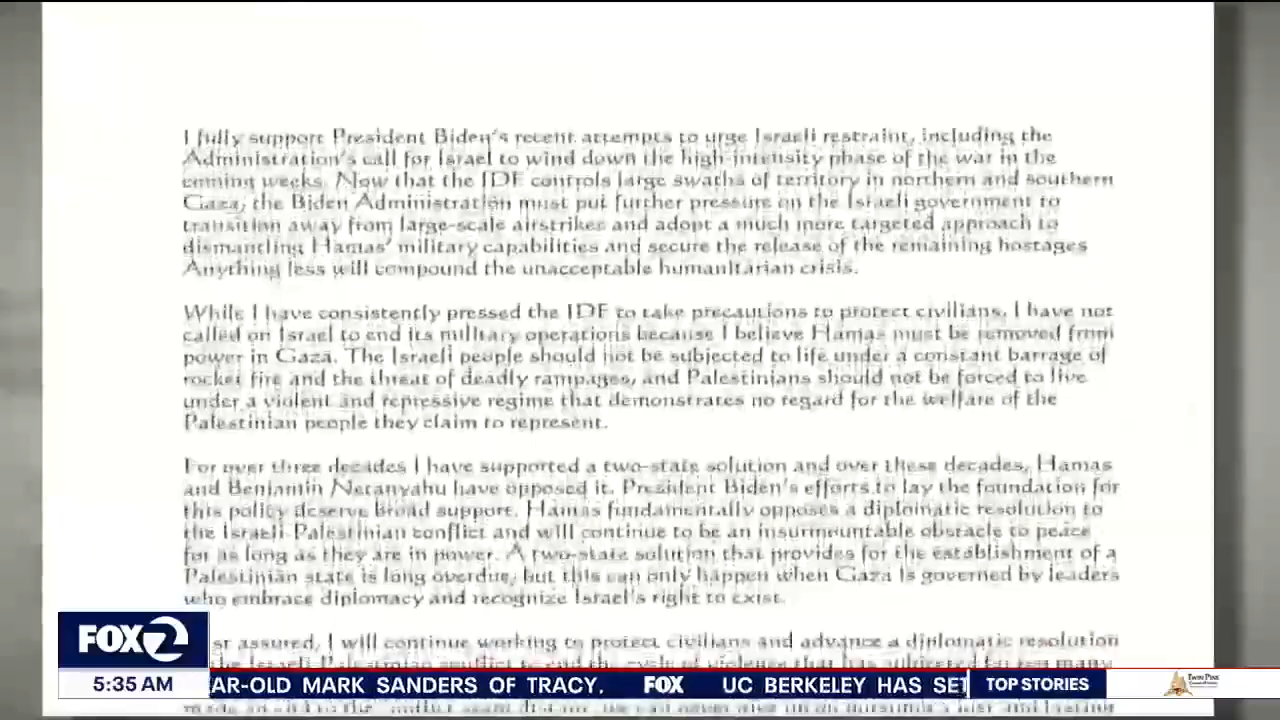 I fully support President Biden's recent attempts to urge Israeli restraint, including the
Administration's call for Israel to wind down the high-intensity phase of the war in the
coming weeks. Now that the IDF controls large swaths of territory in northern and southern
Gaza, the Biden Administration must put further pressure on the Israeli government to
transition away from large-scale airstrikes and adopt a much more targeted approach to
dismantling Hamas' military capabilities and secure the release of the remaining hostages
Anything less will compound the unacceptable humanitarian crisis.
While I have consistently pressed the IDF to take precautions to protect civilians, I have not
called on Israel to end its military operations because I believe Hamas must be removed from
power in Gaza. The Israeli people should not be subjected to life under a constant barrage of
rocket fire and the threat of deadly rampages, and Palestinians should not be forced to live
under a violent and repressive regime that demonstrates no regard for the welfare of the
Palestinian people they claim to represent.
For over three decades I have supported a two-state solution and over these decades, Hamas
and Benjamin Netanyahu have opposed it. President Biden's efforts to lay the foundation for
this policy deserve broad support. Hamas fundamentally opposes a diplomatic resolution to
the Israeli-Palestinian conflict and will continue to be an insurmountable obstacle to peace
for as long as they are in power. A two-state solution that provides for the establishment of a
Palestinian state is long overdue, but this can only happen when Gaza is governed by leaders
who embrace diplomacy and recognize Israel's right to exist.
st assured, I will continue working to protect civilians and advance a diplomatic resolution
the Israeli-Palestinian conflict to end the cycle of violence that has
FOX 2
5:35 AM
AR-OLD MARK SANDERS OF TRACY.
FOX
UC BERKELEY HAS SET
TOP STORIES
TWIN PINE